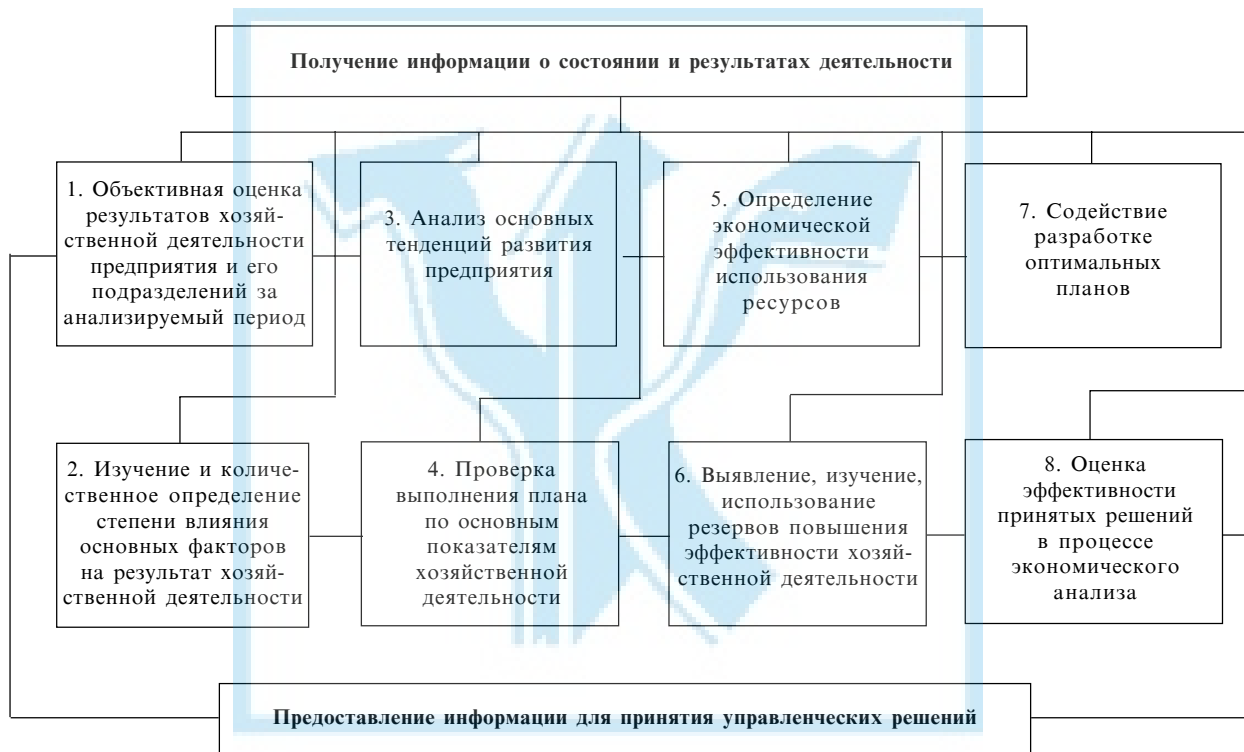 Получение информации о состоянии и результатах деятельности
1. Объективная оценка
результатов хозяй-
ственной деятельности
предприятия и его
подразделений за
анализируемый период
3. Анализ основных
тенденций развития
предприятия
5. Определение
экономической
эффективности
использования
ресурсов
7. Содействие
разработке
оптимальных
планов
2. Изучение и количе-
ственное определение
степени влияния
основных факторов
на результат хозяй-
ственной деятельности
4. Проверка
выполнения плана
по основным
показателям
хозяйственной
деятельности
6. Выявление, изучение,
использование
резервов повышения
эффективности хозяй-
ственной деятельности
8. Оценка
эффективности
принятых решений
в процессе
экономического
анализа
Предоставление информации для принятия управленческих решений